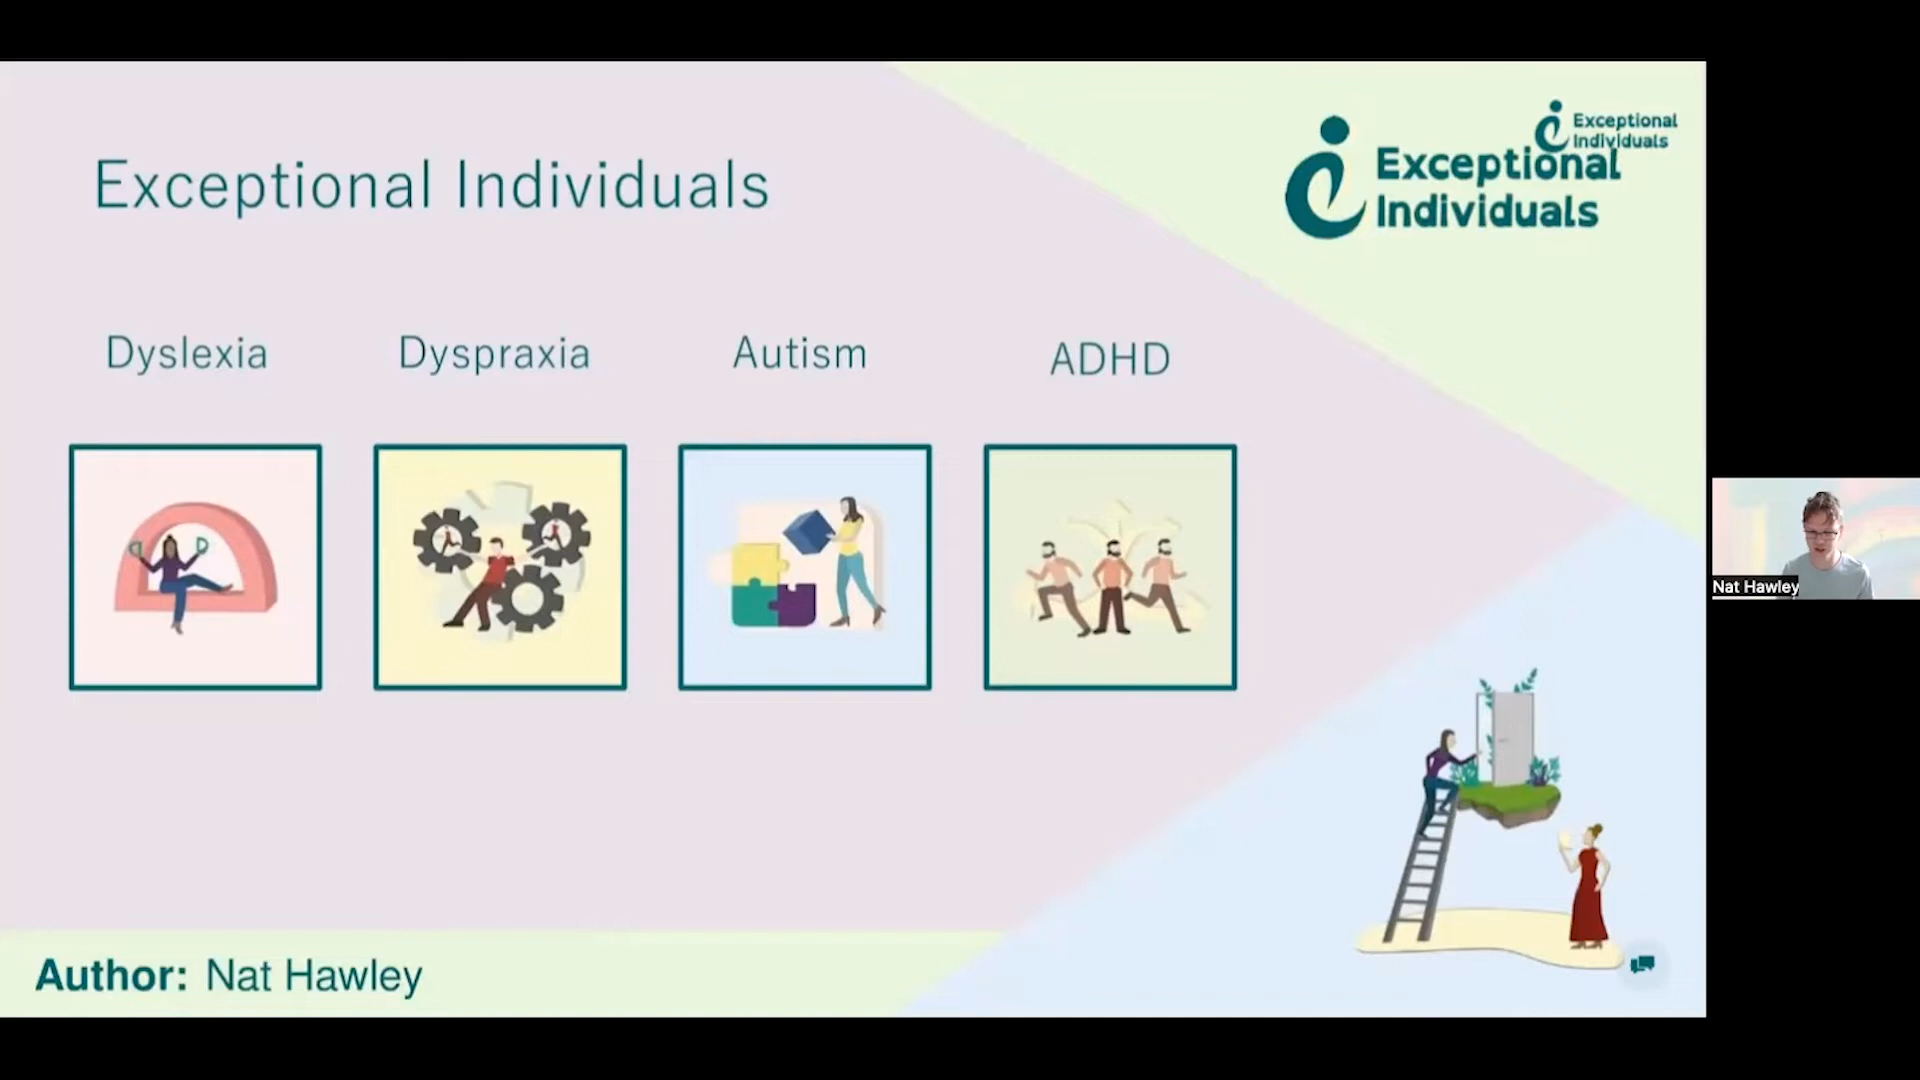 Exceptional Individuals
Exceptional
Individuals
Exceptional
Individuals
Dyslexia
Dyspraxia
Autism
ADHD
D
D
Nat Hawley
Author: Nat Hawley